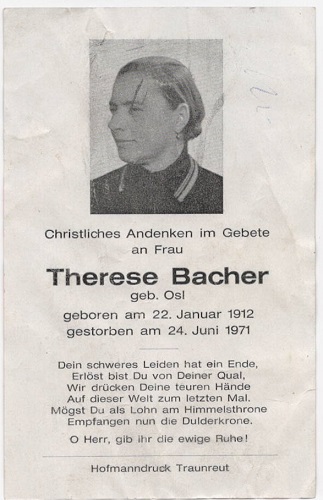 Christliches Andenken im Gebete
an Frau
Therese Bacher
geb. Osl
geboren am 22. Januar 1912
gestorben am 24. Juni 1971
Dein schweres Leiden hat ein Ende,
Erlöst bist Du von Deiner Qual,
Wir drücken Deine teuren Hände
Auf dieser Welt zum letzten Mal.
Mögst Du als Lohn am Himmelsthrone
Empfangen nun die Dulderkrone.
O Herr, gib ihr die ewige Ruhe!
Hofmanndruck Traunreut